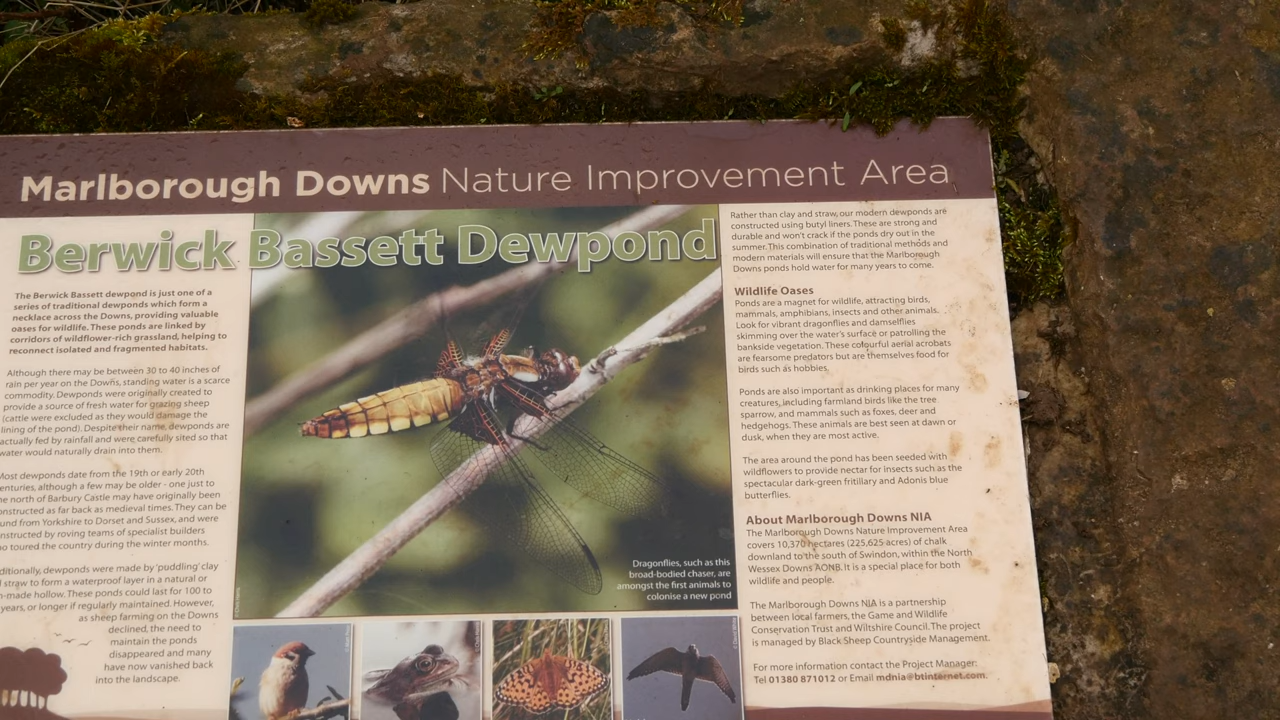 Marlborough Downs Nature Improvement Area
Berwick Bassett Dewpond
The Berwick Bassett dewpond is just one of a
series of traditional dewponds which form a
necklace across the Downs, providing valuable
oases for wildlife. These ponds are linked by
corridors of wildflower-rich grassland, helping to
reconnect isolated and fragmented habitats.
Although there may be between 30 to 40 inches of
rain per year on the Downs, standing water is a scarce
commodity. Dewponds were originally created to
provide a source of fresh water for grazing sheep
(cattle were excluded as they would damage the
lining of the pond). Despite their name, dewponds are
actually fed by rainfall and were carefully sited so that
water would naturally drain into them.
Most dewponds date from the 19th or early 20th
enturies, although a few may be older - one just to
he north of Barbury Castle may have originally been
onstructed as far back as medieval times. They can be
und from Yorkshire to Dorset and Sussex, and were
nstructed by roving teams of specialist builders
o toured the country during the winter months.
ditionally, dewponds were made by 'puddling' clay
straw to form a waterproof layer in a natural or
-made hollow. These ponds could last for 100 to
years, or longer if regularly maintained. However,
as sheep farming on the Downs
declined, the need to
maintain the ponds
disappeared and many
have now vanished back
into the landscape.
Dragonflies, such as this
broad-bodied chaser, are
amongst the first animals to
colonise a new pond
Rather than clay and straw, our modern dewponds are
constructed using butyl liners. These are strong and
durable and won't crack if the ponds dry out in the
summer. This combination of traditional methods and
modern materials will ensure that the Marlborough
Downs ponds hold water for many years to come.
Wildlife Oases
Ponds are a magnet for wildlife, attracting birds,
mammals, amphibians, insects and other animals.
Look for vibrant dragonflies and damselflies
skimming over the water's surface or patrolling the
bankside vegetation. These colourful aerial acrobats
are fearsome predators but are themselves food for
birds such as hobbies.
Ponds are also important as drinking places for many
creatures, including farmland birds like the tree
sparrow, and mammals such as foxes, deer and
hedgehogs. These animals are best seen at dawn or
dusk, when they are most active.
The area around the pond has been seeded with
wildflowers to provide nectar for insects such as the
spectacular dark-green fritillary and Adonis blue
butterflies.
About Marlborough Downs NIA
The Marlborough Downs Nature Improvement Area
covers 10,370 hectares (225,625 acres) of chalk
downland to the south of Swindon, within the North
Wessex Downs AONB. It is a special place for both
wildlife and people.
The Marlborough Downs NIA is a partnership
between local farmers, the Game and Wildlife
Conservation Trust and Wiltshire Council. The project
is managed by Black Sheep Countryside Management.
For more information contact the Project Manager:
Tel 01380 871012 or Email mdnia@btinternet.com.